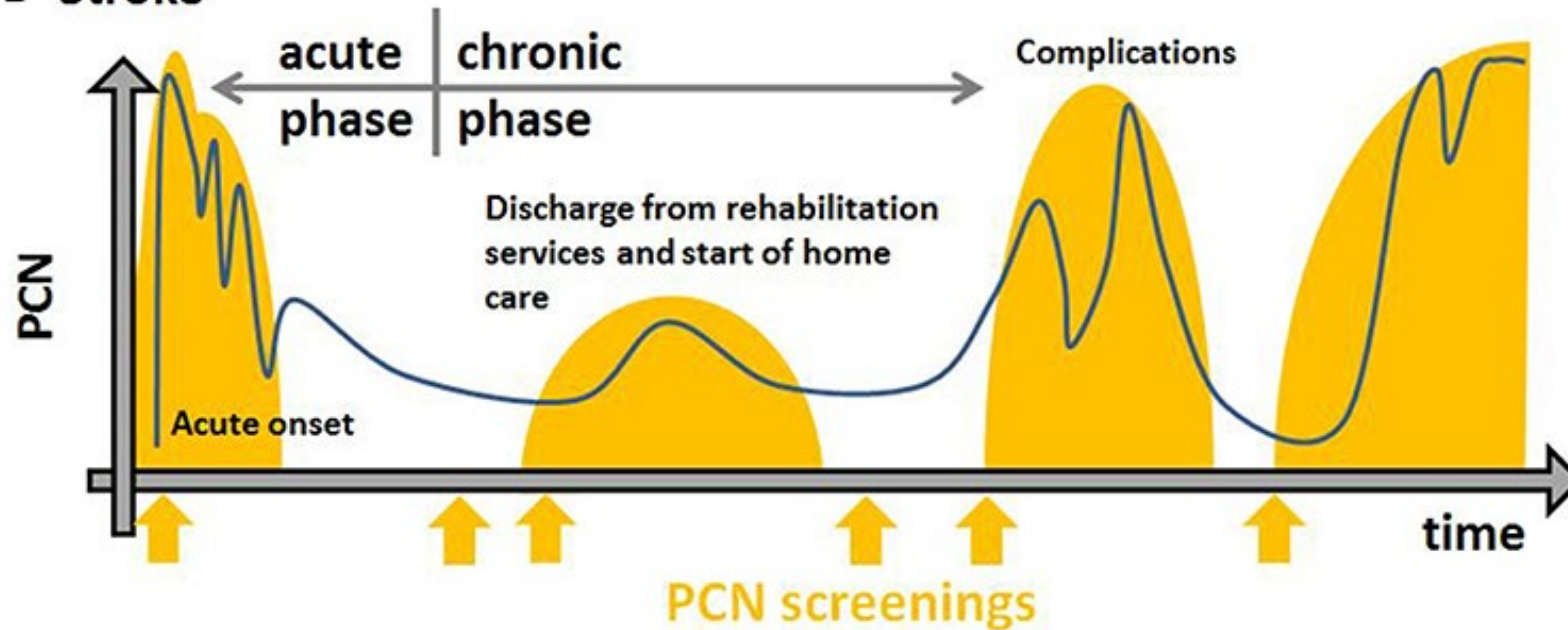 acute chronic
phase phase
Complications
Discharge from rehabilitation
services and start of home
care
PCN
Acute onset
time
PCN screenings